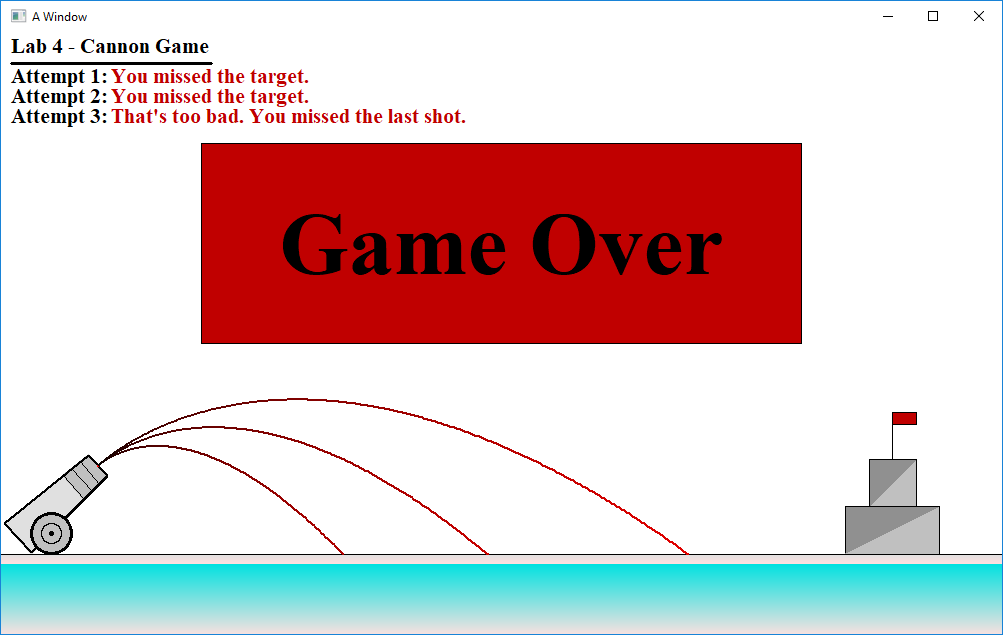 A Window
Lab 4 - Cannon Game
Attempt 1: You missed the target.
Attempt 2: You missed the target.
Attempt 3: That's too bad. You missed the last shot.
Game Over